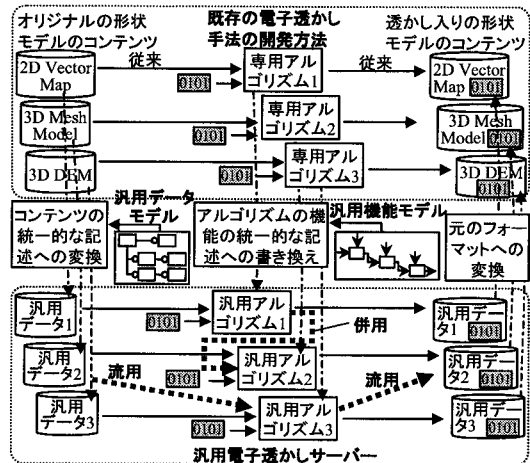 オリジナルの形状
モデルのコンテンツ
既存の電子透かし
手法の開発方法
透かし入りの形状
モデルのコンテンツ
2D Vector
Map
従来
0101
専用アル
ゴリズム1
従来
2D Vector
Map
0101
3D Mesh
Model
0101
専用アル
ゴリズム2
3D Mesh
Model
0101
3D DEM
0101
専用アル
ゴリズム3
3D DEM
0101
コンテンツの
統一的な記
述への変換
汎用データ
モデル
アルゴリズムの機
能の統一的な記
述への書き換え
汎用機能モデル
元のフォー
マットへの
変換
汎用
データ1
0101
汎用アル
ゴリズム1
併用
汎用デー
タ1
0101
汎用
データ2
0101
汎用アル
ゴリズム2
汎用デー
タ2
0101
流用
流用
汎用
データ3
0101
汎用アル
ゴリズム3
汎用デー
タ3
0101
汎用電子透かしサーバー